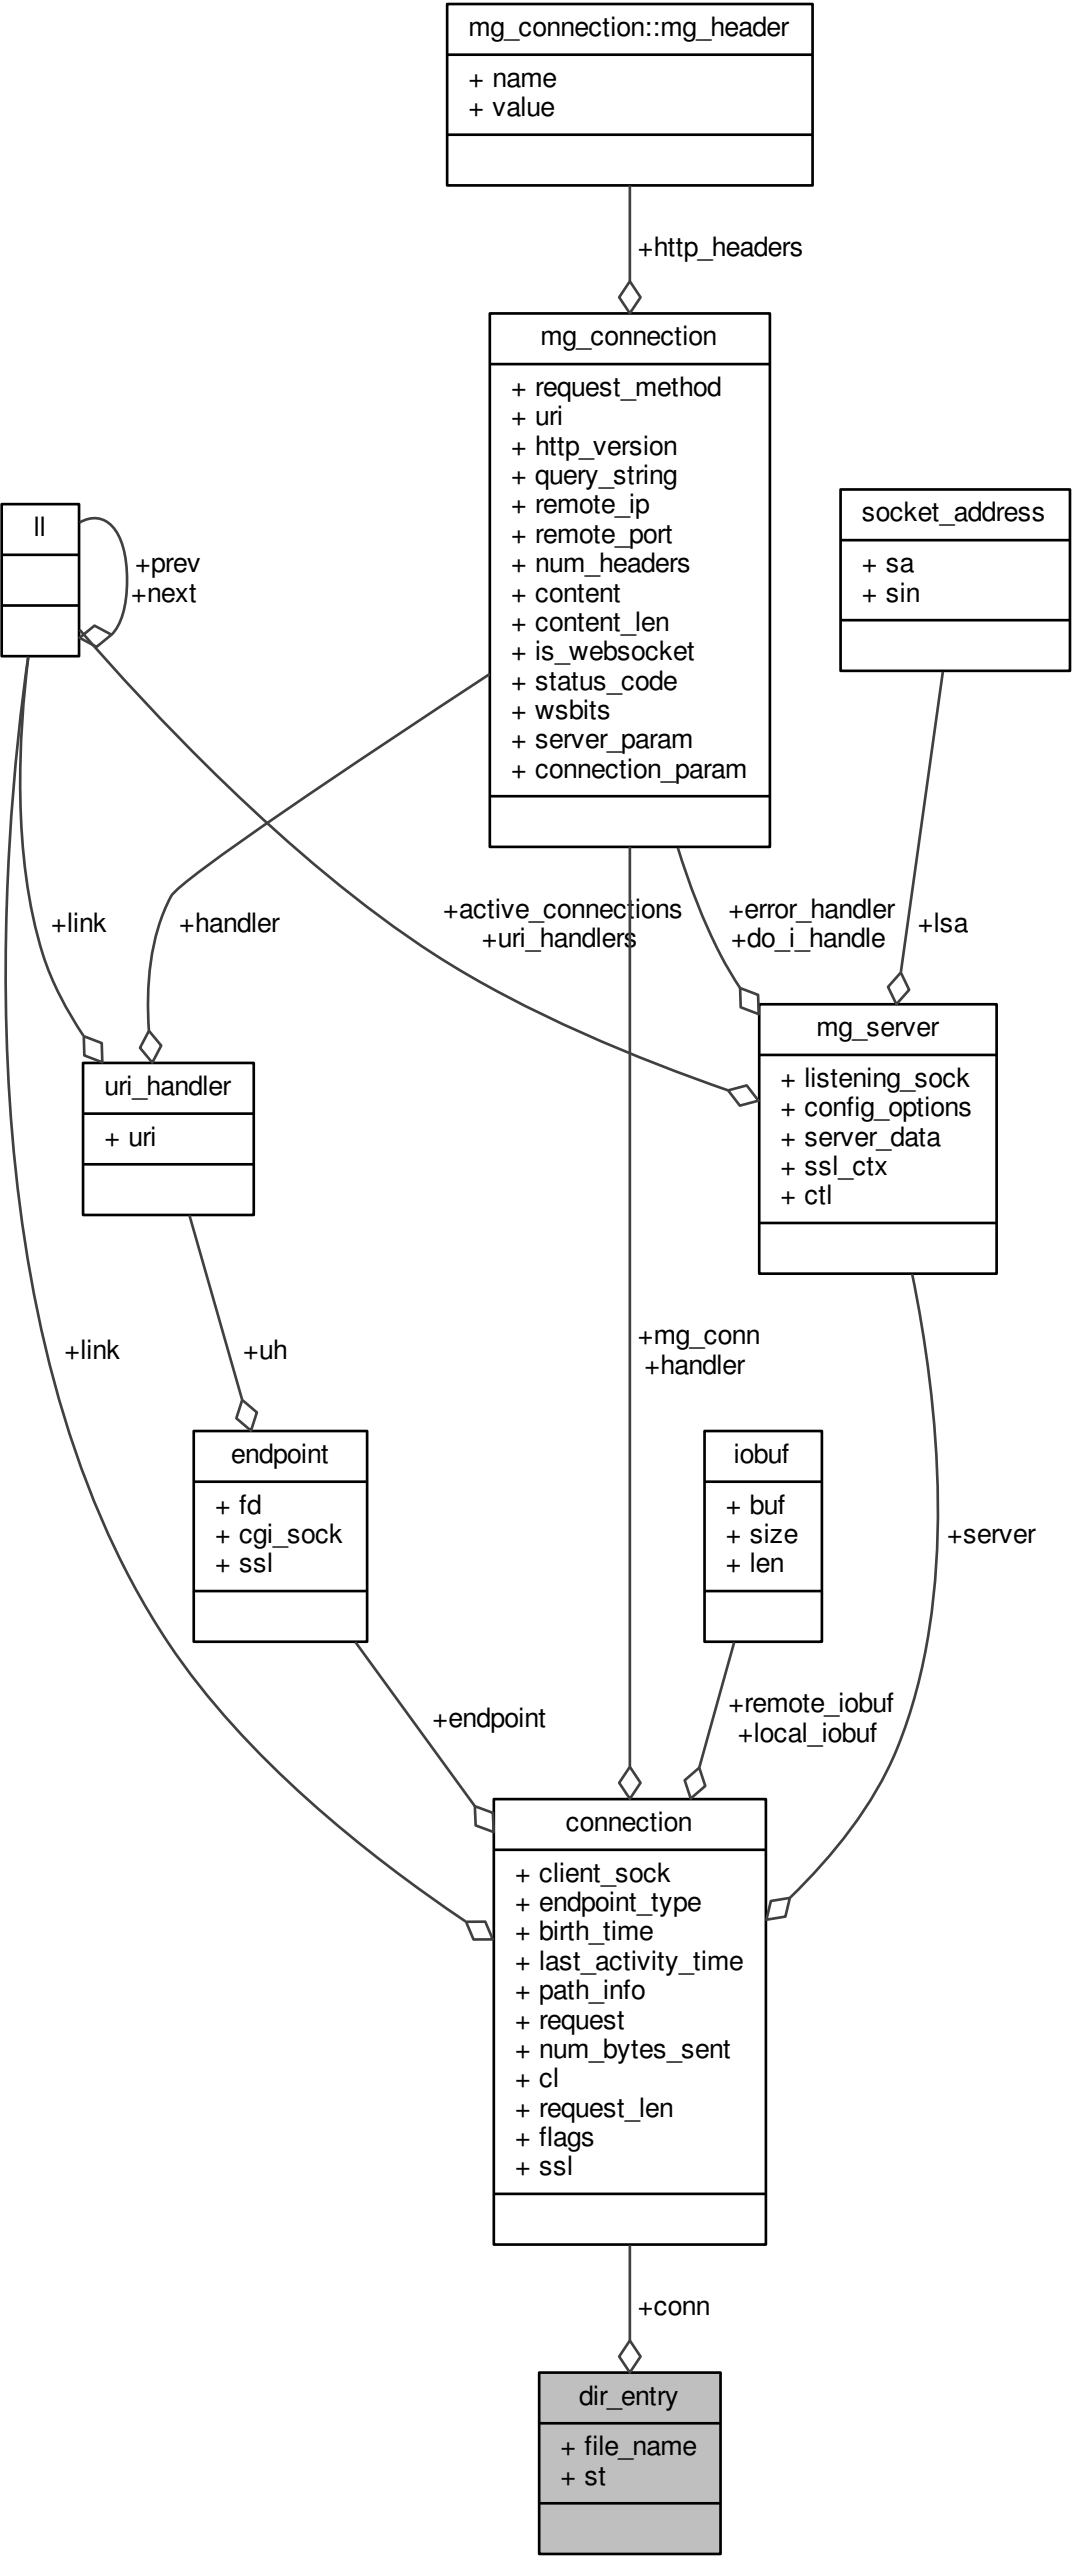 mg_connection::mg_header
+ name
+ value
+http_headers
mg_connection
+ request_method
+ uri
+ http_version
+ query_string
+ remote_ip
+ remote_port
+ num_headers
+ content
+ content_len
+ is_websocket
+ status_code
+ wsbits
+ server_param
+ connection_param
ll
+prev
+next
socket_address
+ sa
+ sin
+link
+handler
+active_connections
+uri_handlers
+error_handler
+do_i_handle
+lsa
mg_server
+ listening_sock
+ config_options
+ server_data
+ ssl_ctx
+ ctl
uri_handler
+ uri
+link
+uh
+mg_conn
+handler
endpoint
+ fd
+ cgi_sock
+ ssl
iobuf
+ buf
+ size
+ len
+server
+endpoint
+remote_iobuf
+local_iobuf
connection
+ client_sock
+ endpoint_type
+ birth_time
+ last_activity_time
+ path_info
+ request
+ num_bytes_sent
+ cl
+ request_len
+ flags
+ ssl
+conn
dir_entry
+ file_name
+ st